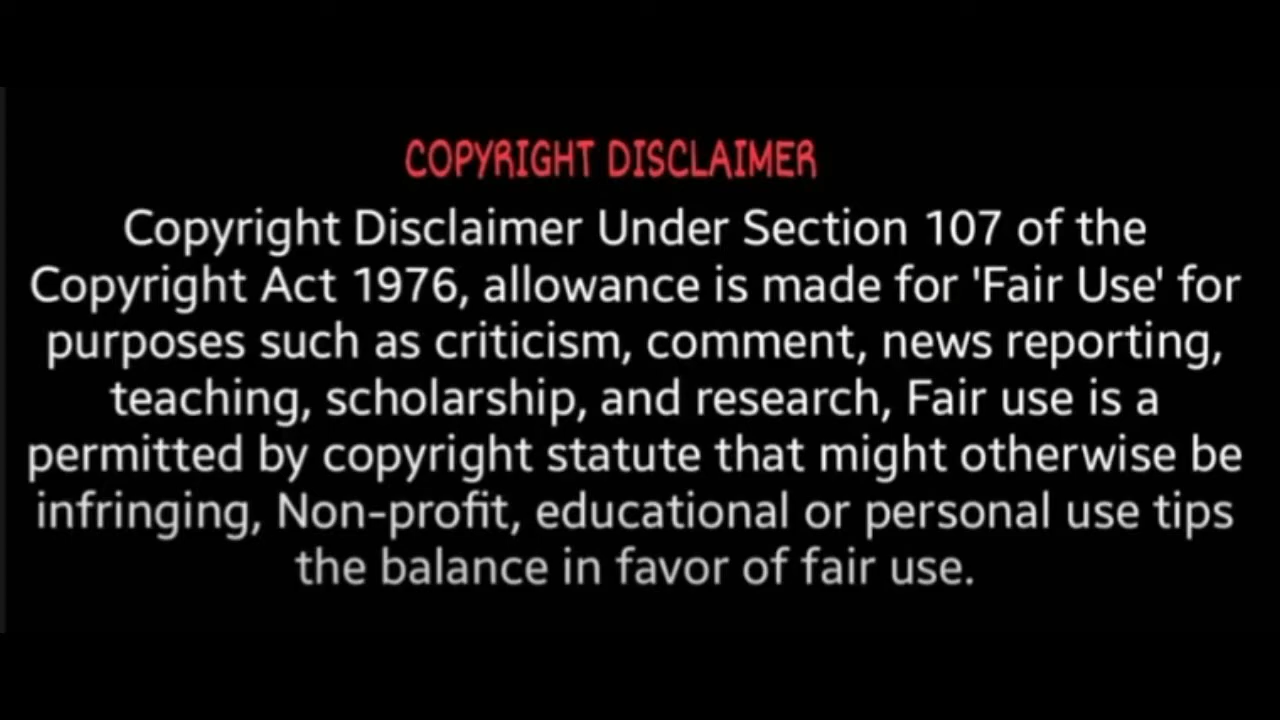 COPYRIGHT DISCLAIMER
Copyright Disclaimer Under Section 107 of the
Copyright Act 1976, allowance is made for 'Fair Use' for
purposes such as criticism, comment, news reporting,
teaching, scholarship, and research, Fair use is a
permitted by copyright statute that might otherwise be
infringing, Non-profit, educational or personal use tips
the balance in favor of fair use.